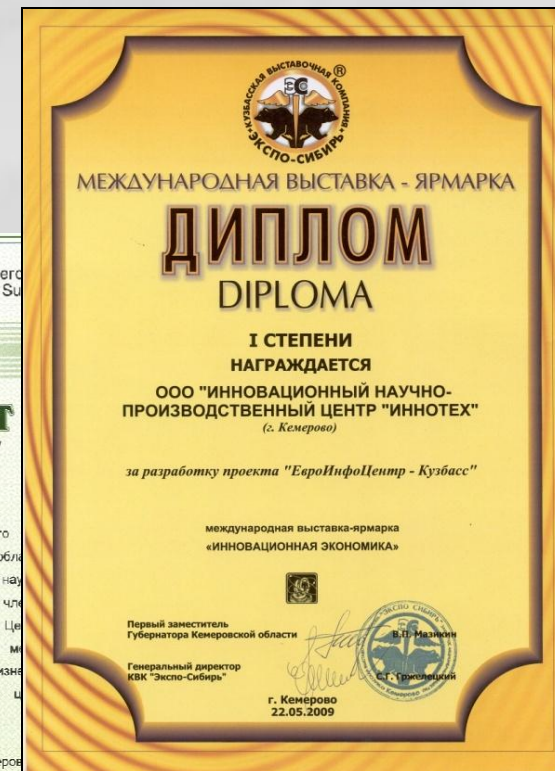 КУЗБАССКАЯ ВЫСТАВОЧНАЯ КОМПАНИЯ
ЭКСПО-СИБИРЬ
®
МЕЖДУНАРОДНАЯ ВЫСТАВКА - ЯРМАРКА
ДИПЛОМ
DIPLOMA
I СТЕПЕНИ
НАГРАЖДАЕТСЯ
ООО "ИННОВАЦИОННЫЙ НАУЧНО-
ПРОИЗВОДСТВЕННЫЙ ЦЕНТР "ИННОТЕХ"
(г. Кемерово)
за разработку проекта "ЕвроИнфоЦентр - Кузбасс"
международная выставка-ярмарка
«ИННОВАЦИОННАЯ ЭКОНОМИКА»
Первый заместитель
Губернатора Кемеровской области
В.П. Мазикин
Генеральный директор
КВК "Экспо-Сибирь"
С.Г. Гржелецкий
г. Кемерово
22.05.2009